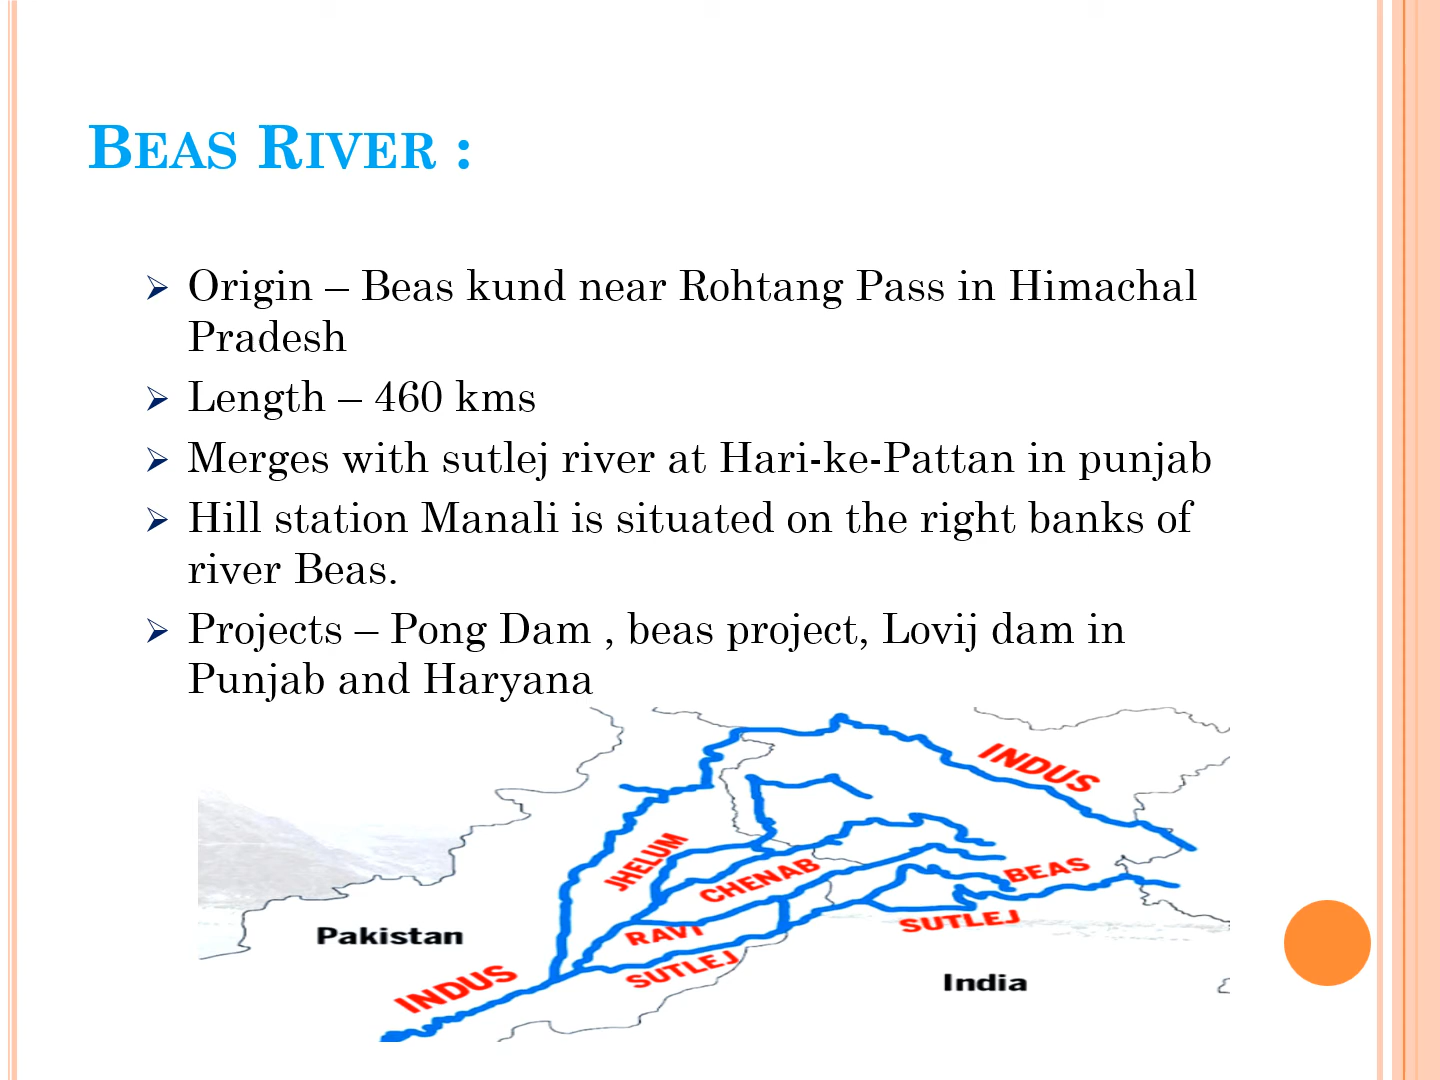 BEAS RIVER :
Origin – Beas kund near Rohtang Pass in Himachal
Pradesh
Length – 460 kms
Merges with sutlej river at Hari-ke-Pattan in punjab
Hill station Manali is situated on the right banks of
river Beas.
Projects – Pong Dam , beas project, Lovij dam in
Punjab and Haryana
INDUS
JHELUM
CHENAB
BEAS
RAVI
SUTLEJ
Pakistan
SUTLEJ
INDUS
India